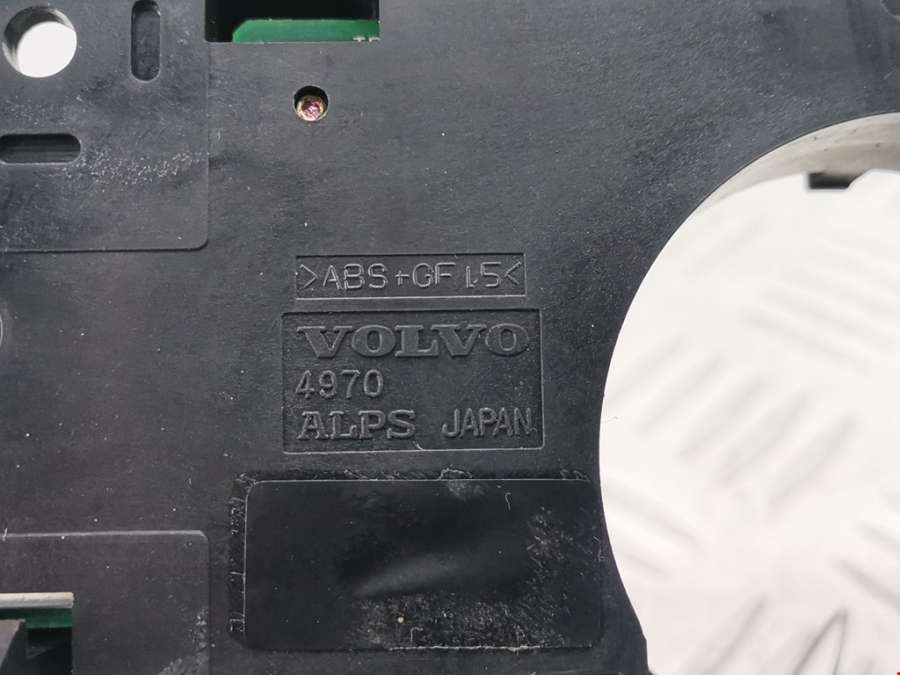 >ABS+GF15<
VOLVO
4970
ALPS JAPAN